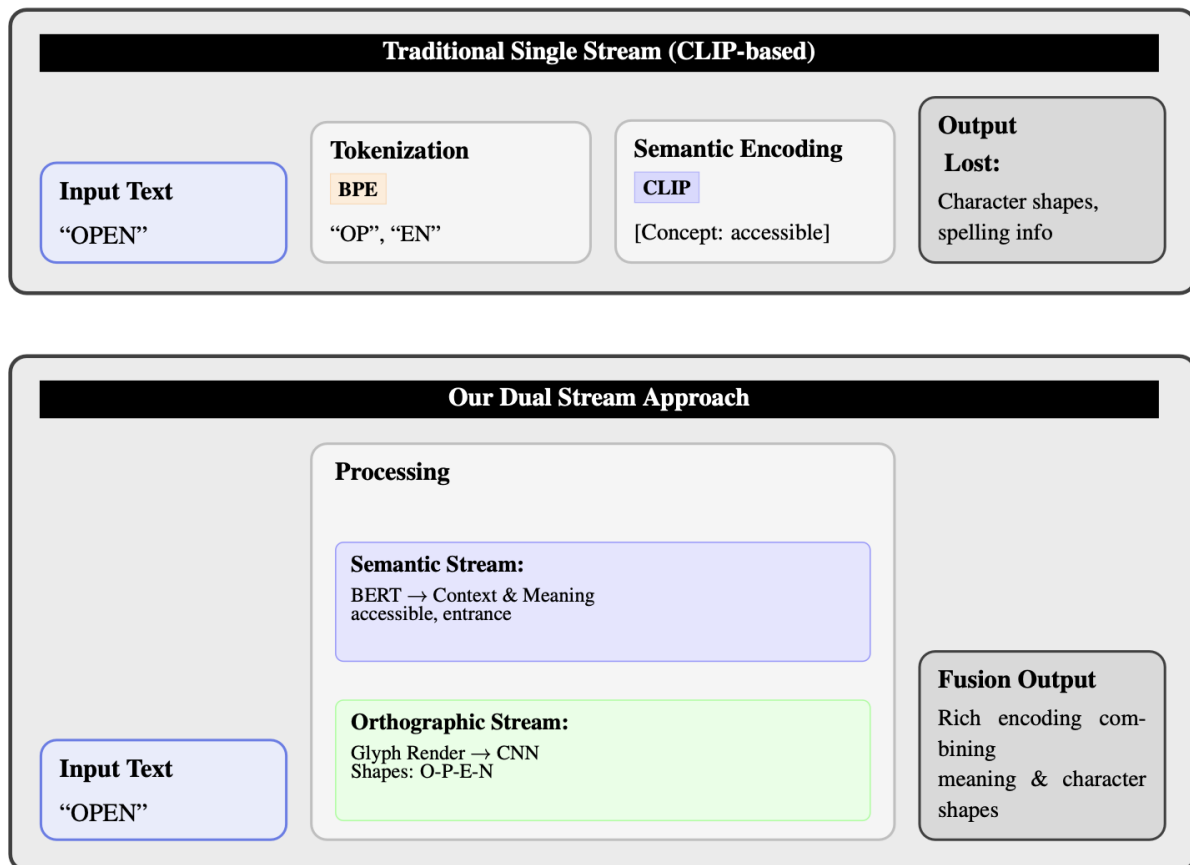 Traditional Single Stream (CLIP-based)
Input Text
“OPEN”
Tokenization
BPE
“OP”, “EN”
Semantic Encoding
CLIP
[Concept: accessible]
Output
Lost:
Character shapes,
spelling info
Our Dual Stream Approach
Input Text
“OPEN”
Processing
Semantic Stream:
BERT → Context & Meaning
accessible, entrance
Orthographic Stream:
Glyph Render → CNN
Shapes: O-P-E-N
Fusion Output
Rich encoding com-
bining
meaning & character
shapes